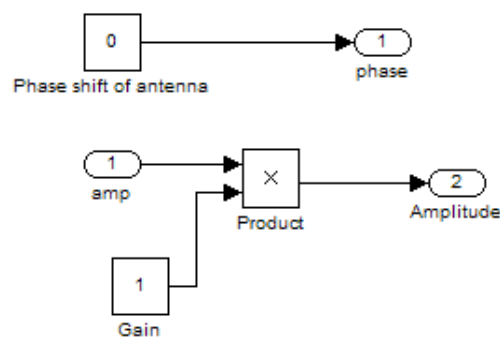 0
Phase shift of antenna
1
phase
1
amp
×
Product
2
Amplitude
1
Gain